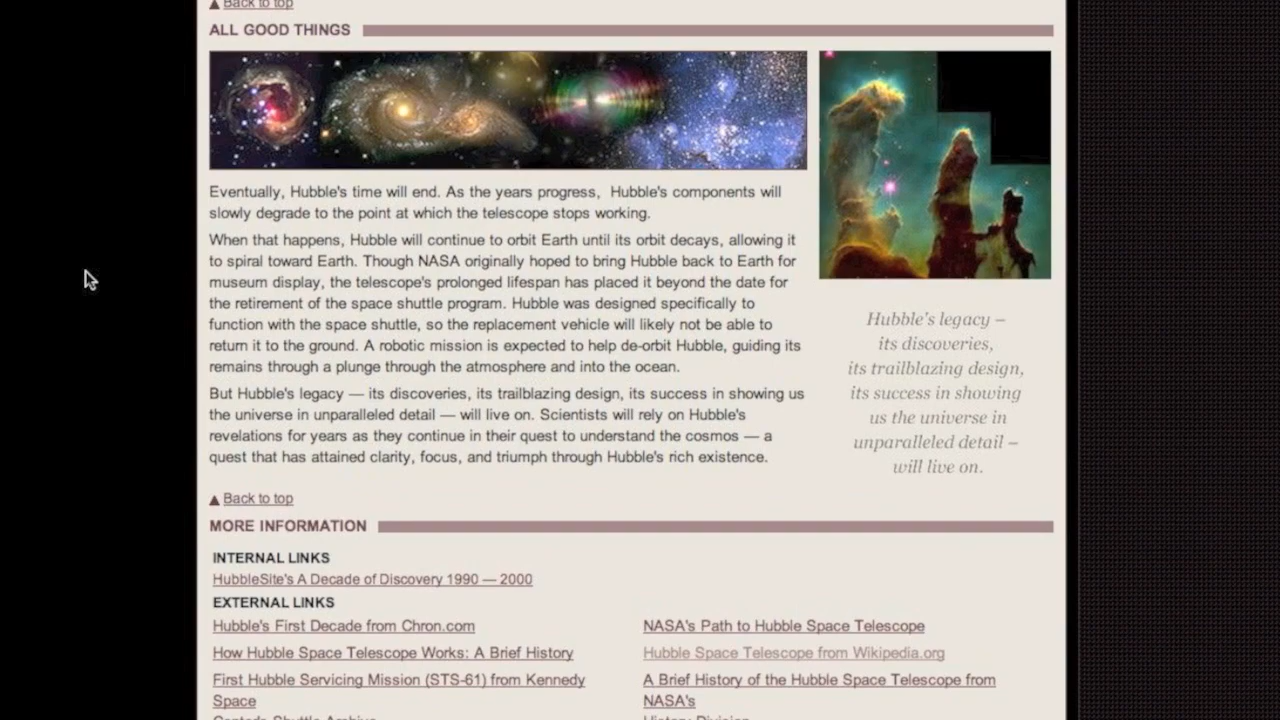 Back to top
ALL GOOD THINGS
Eventually, Hubble's time will end. As the years progress, Hubble's components will
slowly degrade to the point at which the telescope stops working.
When that happens, Hubble will continue to orbit Earth until its orbit decays, allowing it
to spiral toward Earth. Though NASA originally hoped to bring Hubble back to Earth for
museum display, the telescope's prolonged lifespan has placed it beyond the date for
the retirement of the space shuttle program. Hubble was designed specifically to
function with the space shuttle, so the replacement vehicle will likely not be able to
return it to the ground. A robotic mission is expected to help de-orbit Hubble, guiding its
remains through a plunge through the atmosphere and into the ocean.
But Hubble's legacy — its discoveries, its trailblazing design, its success in showing us
the universe in unparalleled detail — will live on. Scientists will rely on Hubble's
revelations for years as they continue in their quest to understand the cosmos — a
quest that has attained clarity, focus, and triumph through Hubble's rich existence.
Hubble's legacy –
its discoveries,
its trailblazing design,
its success in showing
us the universe in
unparalleled detail –
will live on.
Back to top
MORE INFORMATION
INTERNAL LINKS
HubbleSite's A Decade of Discovery 1990 — 2000
EXTERNAL LINKS
Hubble's First Decade from Chron.com
How Hubble Space Telescope Works: A Brief History
First Hubble Servicing Mission (STS-61) from Kennedy
Space
NASA's Path to Hubble Space Telescope
Hubble Space Telescope from Wikipedia.org
A Brief History of the Hubble Space Telescope from
NASA's